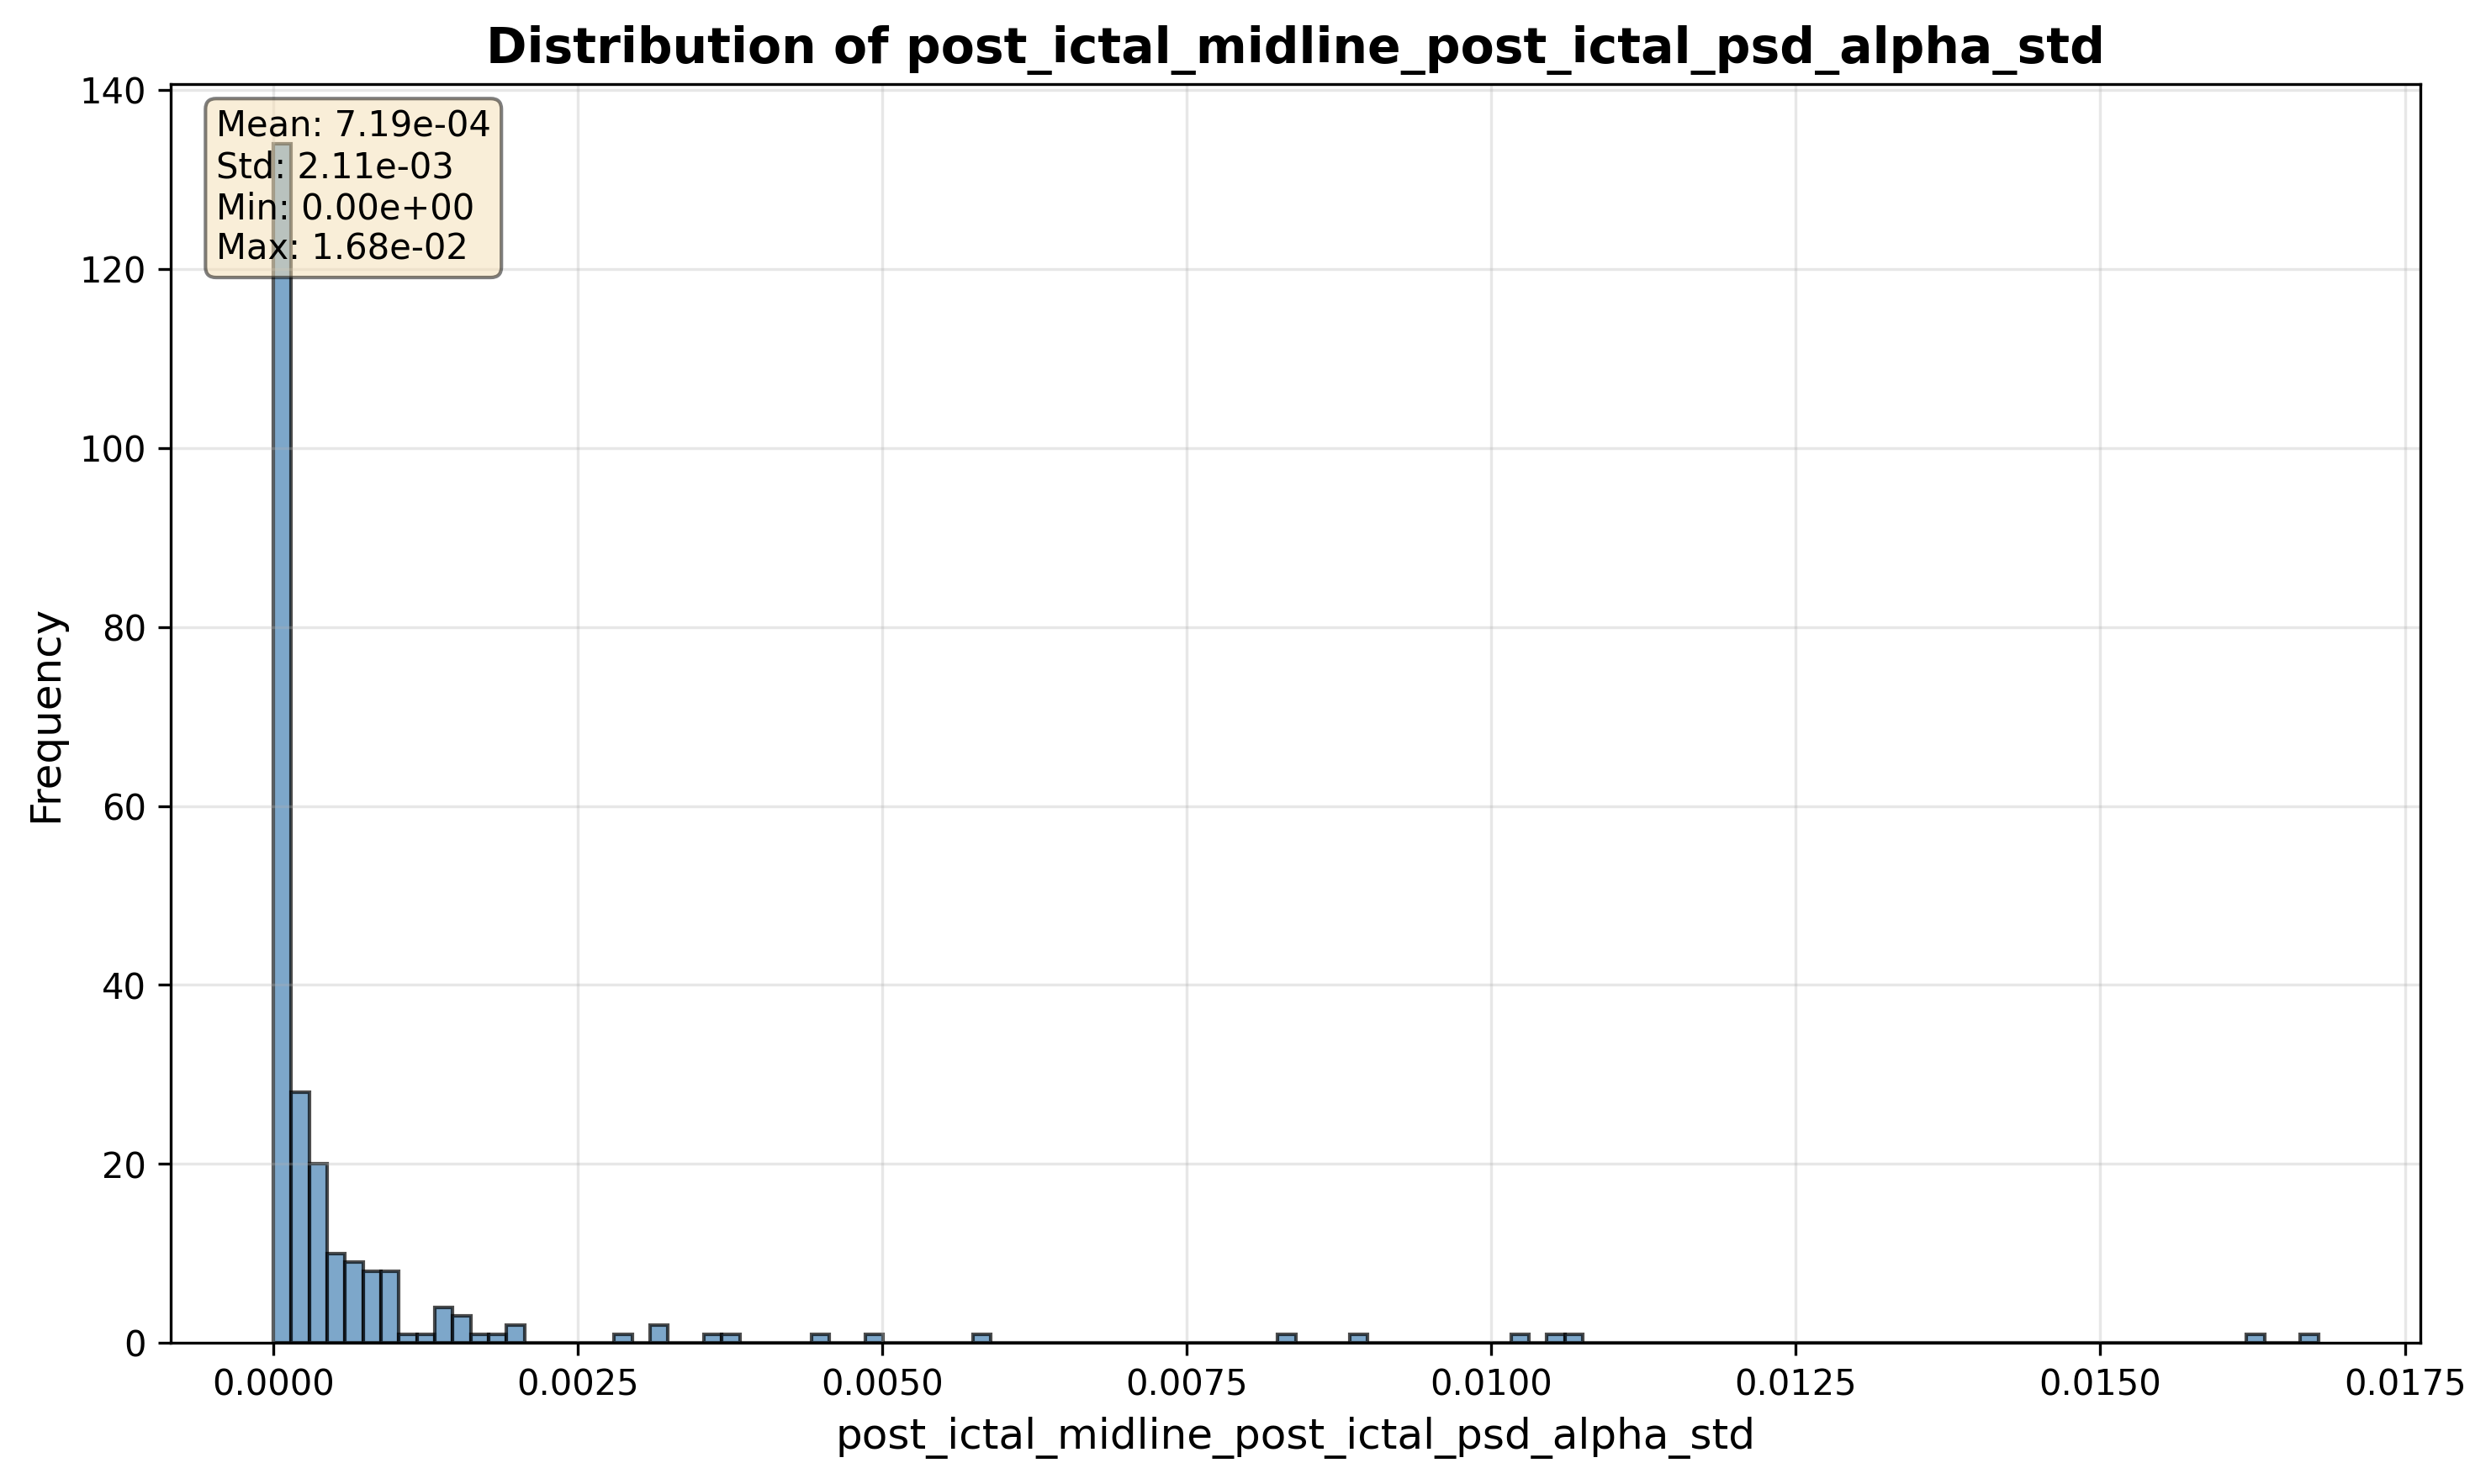 Distribution of post_ictal_midline_post_ictal_psd_alpha_std
Mean: 7.19e-04
Std: 2.11e-03
Min: 0.00e+00
Max: 1.68e-02
140
120
100
80
60
40
20
0
Frequency
0.0000 0.0025 0.0050 0.0075 0.0100 0.0125 0.0150 0.0175
post_ictal_midline_post_ictal_psd_alpha_std